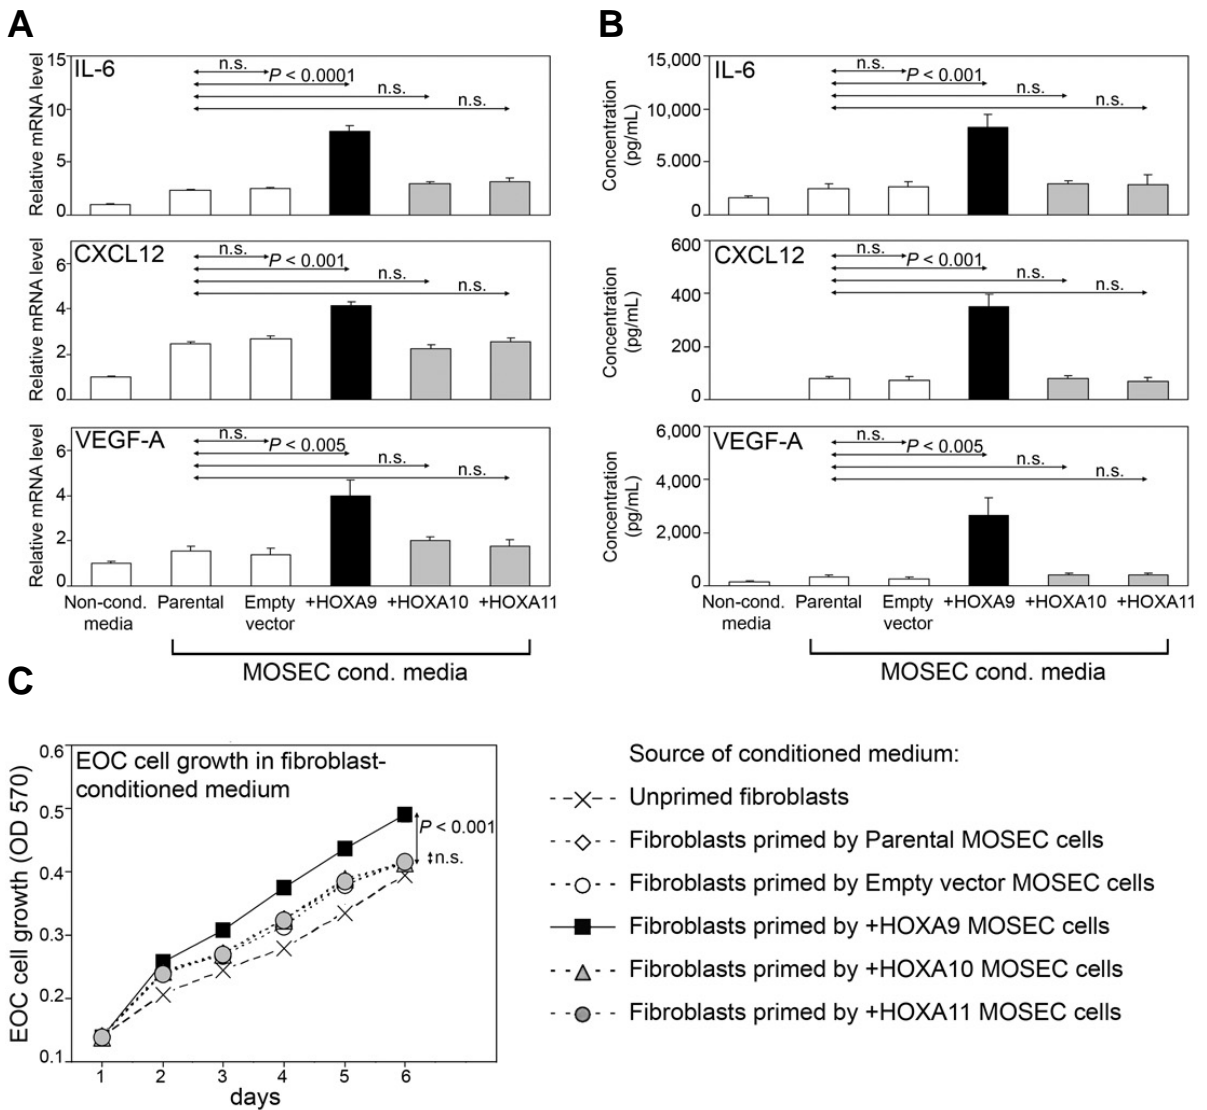 A
IL-6
Relative mRNA level
15
10
5
0
n.s.
P < 0.0001
n.s.
n.s.
CXCL12
Relative mRNA level
6
4
2
0
n.s.
P < 0.001
n.s.
n.s.
VEGF-A
Relative mRNA level
6
4
2
0
n.s.
P < 0.005
n.s.
n.s.
Non-cond. media
Parental
Empty vector
+HOXA9
+HOXA10
+HOXA11
MOSEC cond. media
B
IL-6
Concentration
(pg/mL)
15,000
10,000
5.000
0
n.s.
P < 0.001
n.s.
n.s.
CXCL12
Concentration
(pg/mL)
600
400
200
0
n.s.
P < 0.001
n.s.
n.s.
VEGF-A
Concentration
(pg/mL)
6,000
4,000
2,000
0
n.s.
P < 0.005
n.s.
n.s.
Non-cond. media
Parental
Empty vector
+HOXA9
+HOXA10
+HOXA11
MOSEC cond. media
C
EOC cell growth in fibroblast-
conditioned medium
EOC cell growth (OD 570)
0.6
0.5
0.4
0.3
0.2
0.1
P < 0.001
n.s.
1 2 3 4 5 6
days
Source of conditioned medium:
Unprimed fibroblasts
Fibroblasts primed by Parental MOSEC cells
Fibroblasts primed by Empty vector MOSEC cells
Fibroblasts primed by +HOXA9 MOSEC cells
Fibroblasts primed by +HOXA10 MOSEC cells
Fibroblasts primed by +HOXA11 MOSEC cells